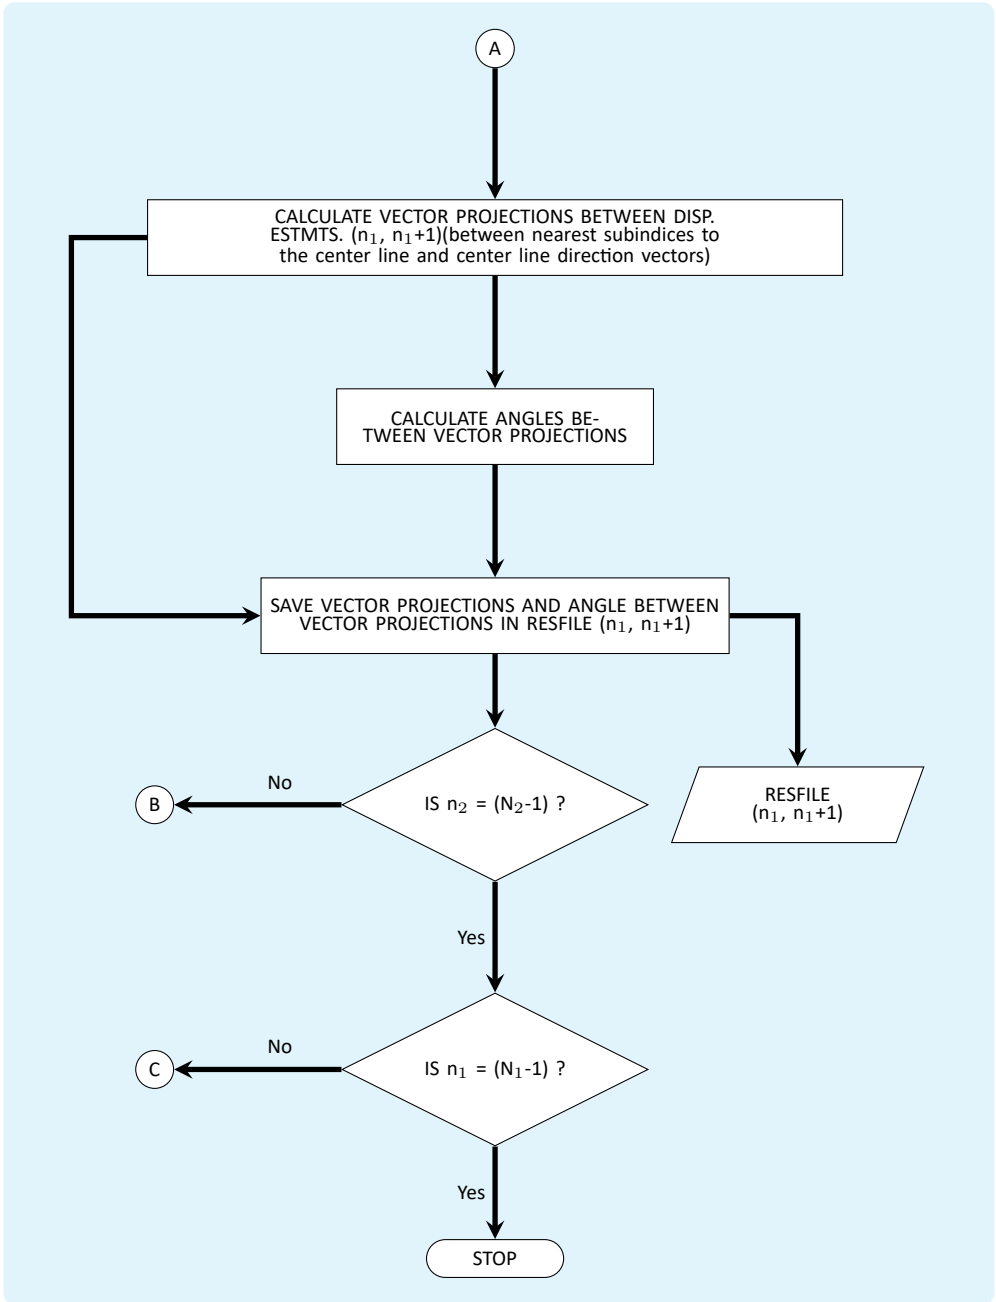 A
CALCULATE VECTOR PROJECTIONS BETWEEN DISP.
ESTMTS. (n₁, n₁+1)(between nearest subindices to
the center line and center line direction vectors)
CALCULATE ANGLES BE-
TWEEN VECTOR PROJECTIONS
SAVE VECTOR PROJECTIONS AND ANGLE BETWEEN
VECTOR PROJECTIONS IN RESFILE (n₁, n₁+1)
No
B
IS n₂ = (N₂-1) ?
RESFILE
(n₁, n₁+1)
Yes
No
C
IS n₁ = (N₁-1) ?
Yes
STOP